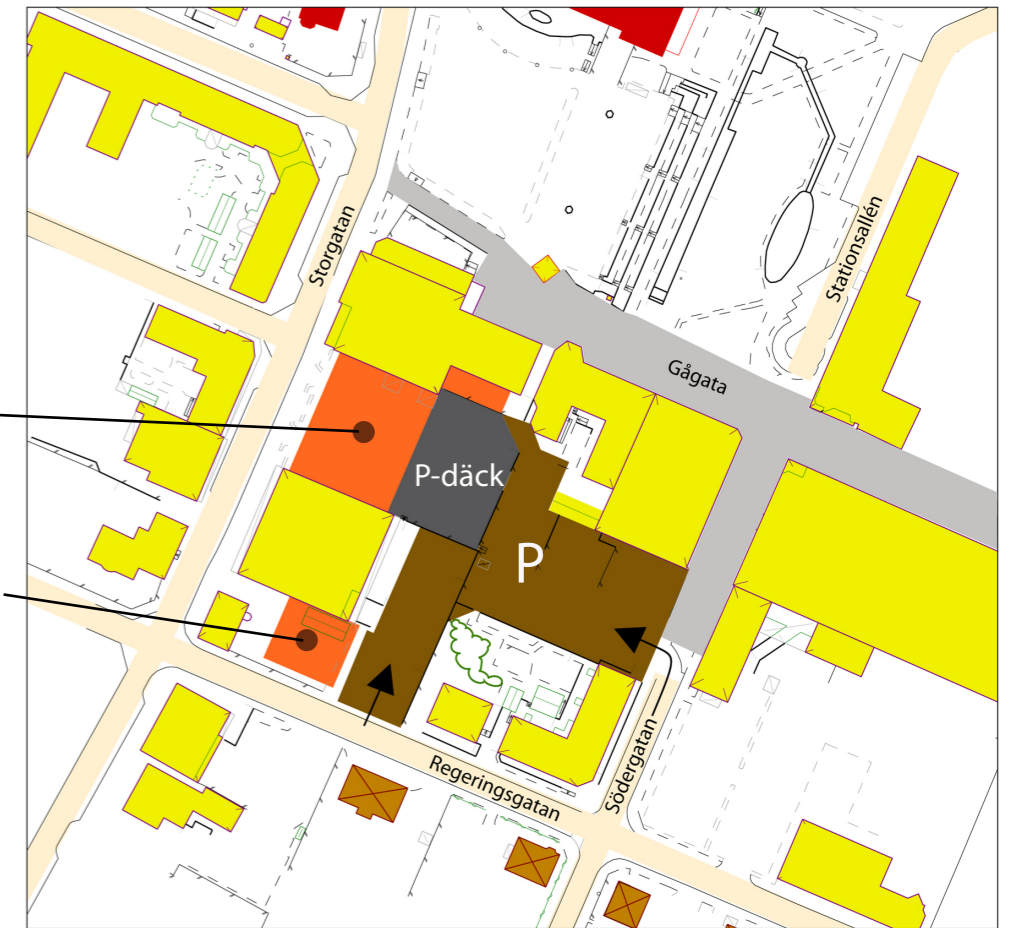 Storgatan
Stationsallén
Gågata
P-däck
P
Regeringsgatan
Södergatan